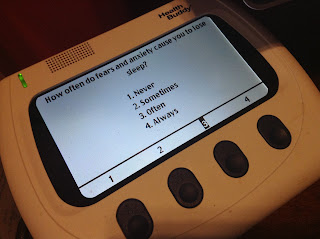 Health
Buddy
How often do fears and anxiety cause you to lose
sleep?
1. Never
2. Sometimes
3. Often
4. Always
1 2 3 4